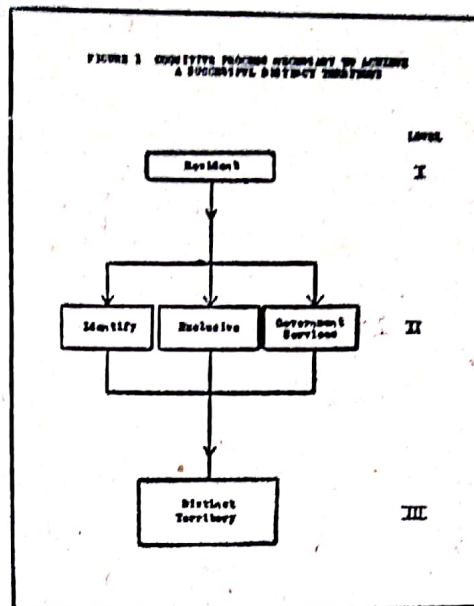 FIGURE 1 COGNITIVE PROCESS NECESSARY TO ACHIEVE
A SUCCESSFUL DISTINCT TERRITORY
LEVEL
Resident
I
Identify
Exclusive
Government
Services
II
Distinct
Territory
III